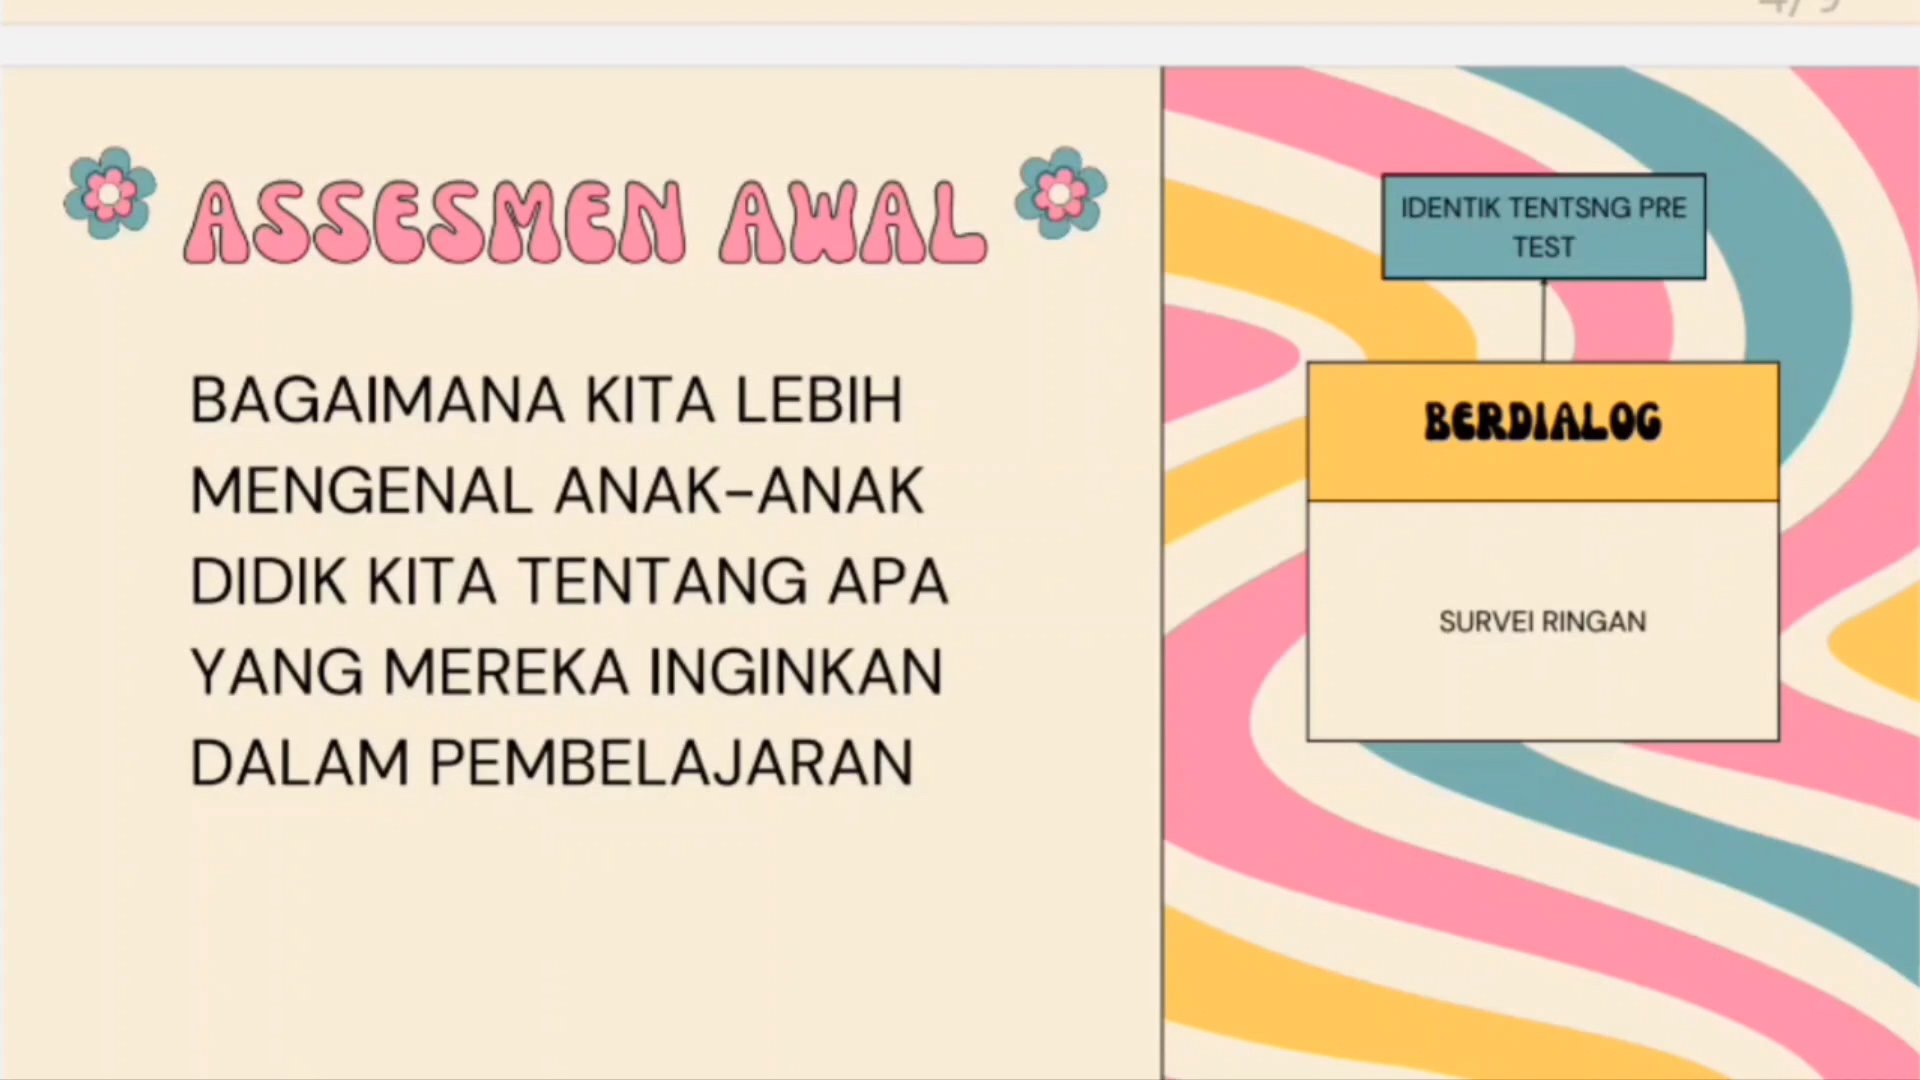 ASSESMEN AWAL
BAGAIMANA KITA LEBIH
MENGENAL ANAK-ANAK
DIDIK KITA TENTANG APA
YANG MEREKA INGINKAN
DALAM PEMBELAJARAN
IDENTIK TENTSNG PRE
TEST
BERDIALOG
SURVEI RINGAN